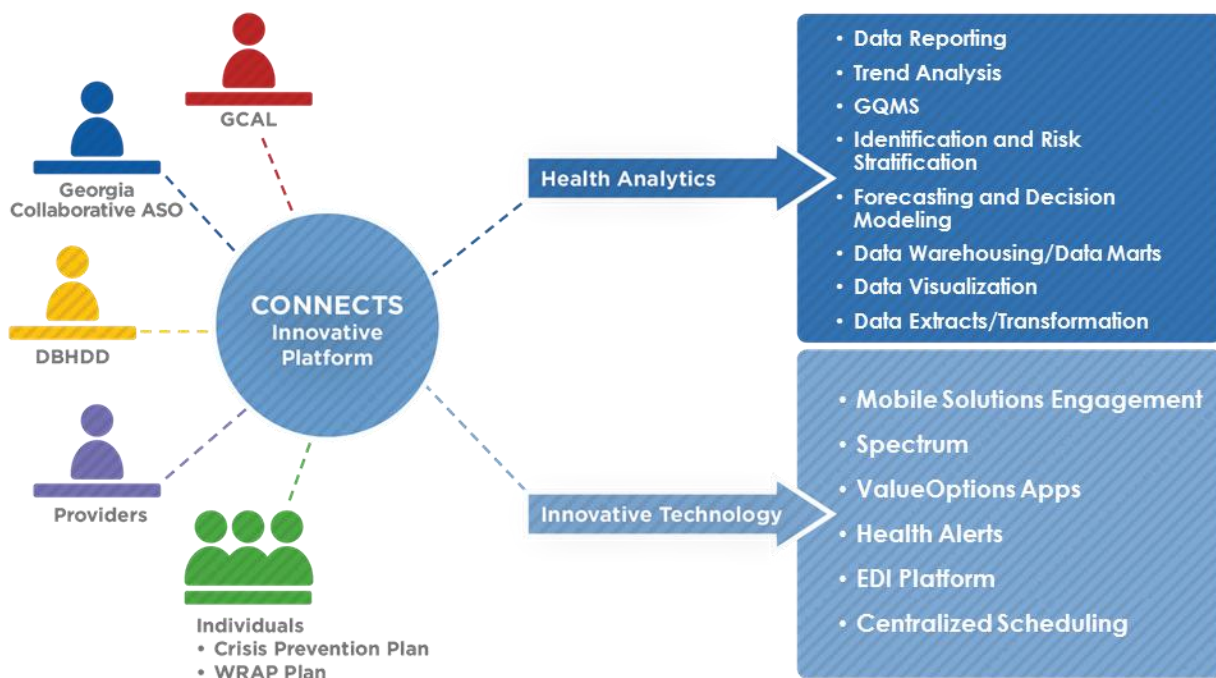 GCAL
Georgia
Collaborative ASO
DBHDD
Providers
Individuals
• Crisis Prevention Plan
• WRAP Plan
CONNECTS
Innovative
Platform
Health Analytics
• Data Reporting
• Trend Analysis
• GQMS
• Identification and Risk
Stratification
• Forecasting and Decision
Modeling
• Data Warehousing/Data Marts
• Data Visualization
• Data Extracts/Transformation
Innovative Technology
• Mobile Solutions Engagement
• Spectrum
• ValueOptions Apps
• Health Alerts
• EDI Platform
• Centralized Scheduling